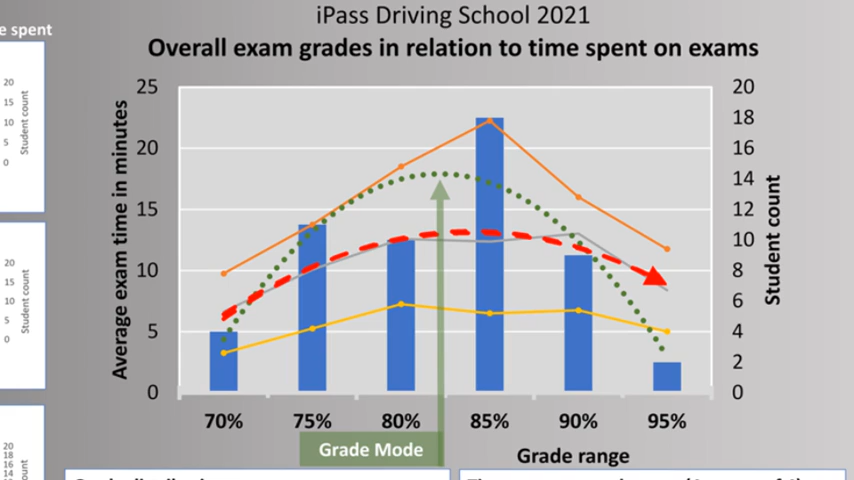 iPass Driving School 2021
Overall exam grades in relation to time spent on exams
e spent
20
15
10
5
0
Student count
20
15
10
5
0
Student count
20
18
16
14
ount
Average exam time in minutes
25
20
15
10
5
0
20
18
16
14
12
10
8
6
4
2
0
Student count
70% 75% 80% 85% 90% 95%
Grade Mode
Grade range